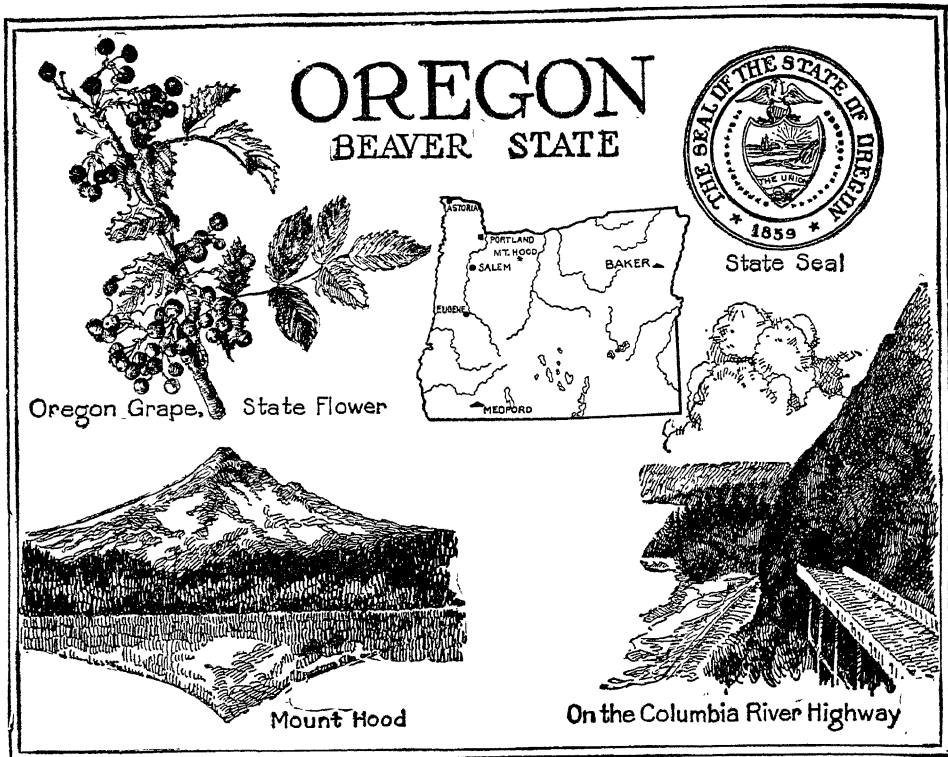 OREGON
BEAVER STATE
THE SEAL OF THE STATE OF OREGON
THE UNION
★ 1859 ★
State Seal
ASTORIA
PORTLAND
MT. HOOD
SALEM
BAKER
EUGENE
MEDFORD
Oregon Grape, State Flower
Mount Hood
On the Columbia River Highway